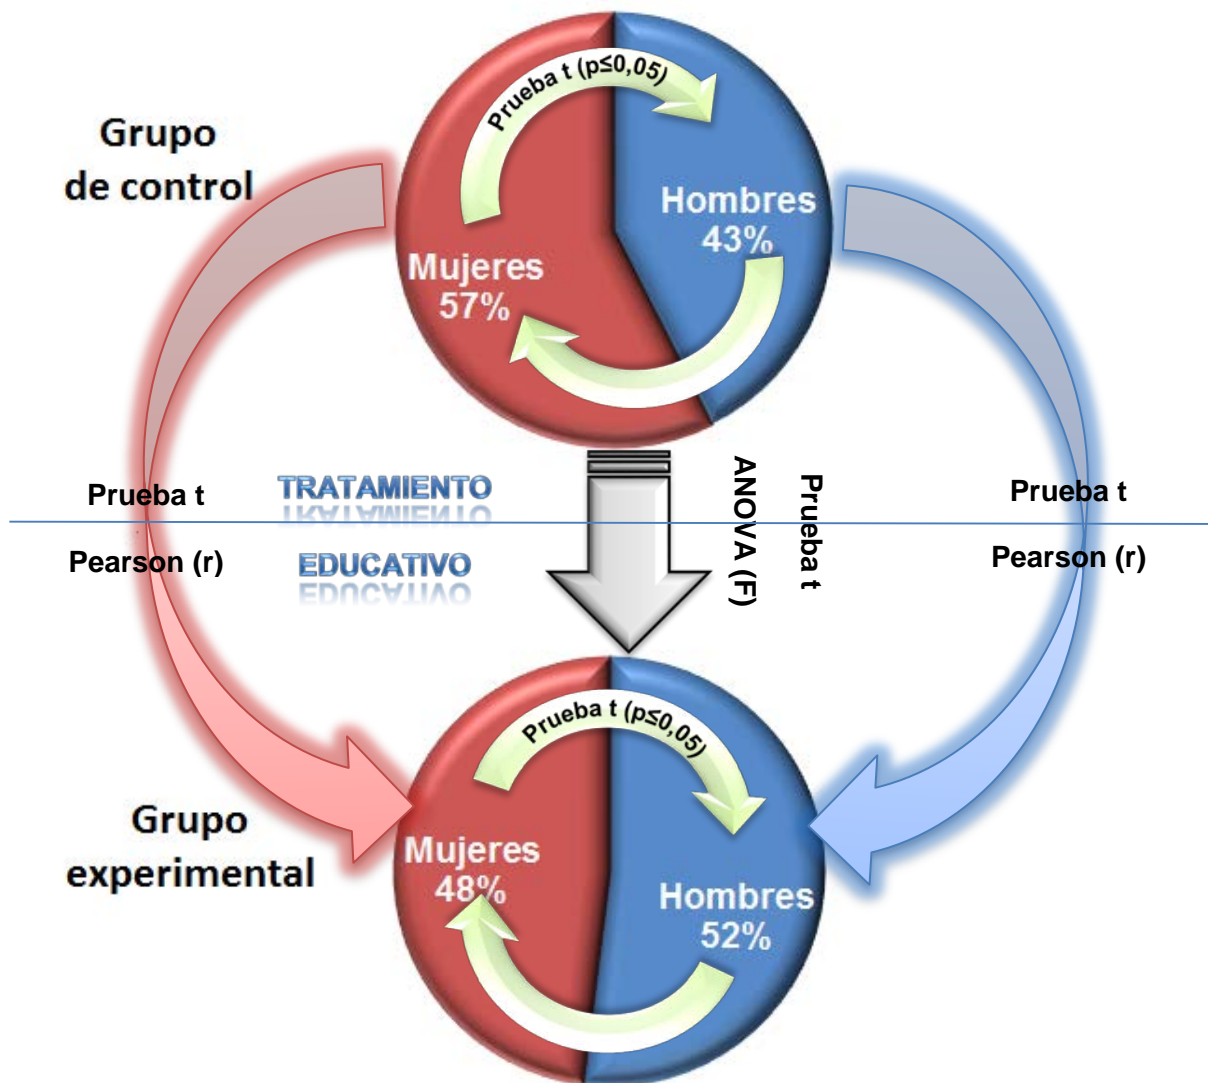 Prueba t (p≤0,05)
Grupo
de control
Hombres
43%
Mujeres
57%
Prueba t
Pearson (r)
TRATAMIENTO
EDUCATIVO
Prueba t
ANOVA (F)
Prueba t
Pearson (r)
Prueba t (p≤0,05)
Grupo
experimental
Mujeres
48%
Hombres
52%